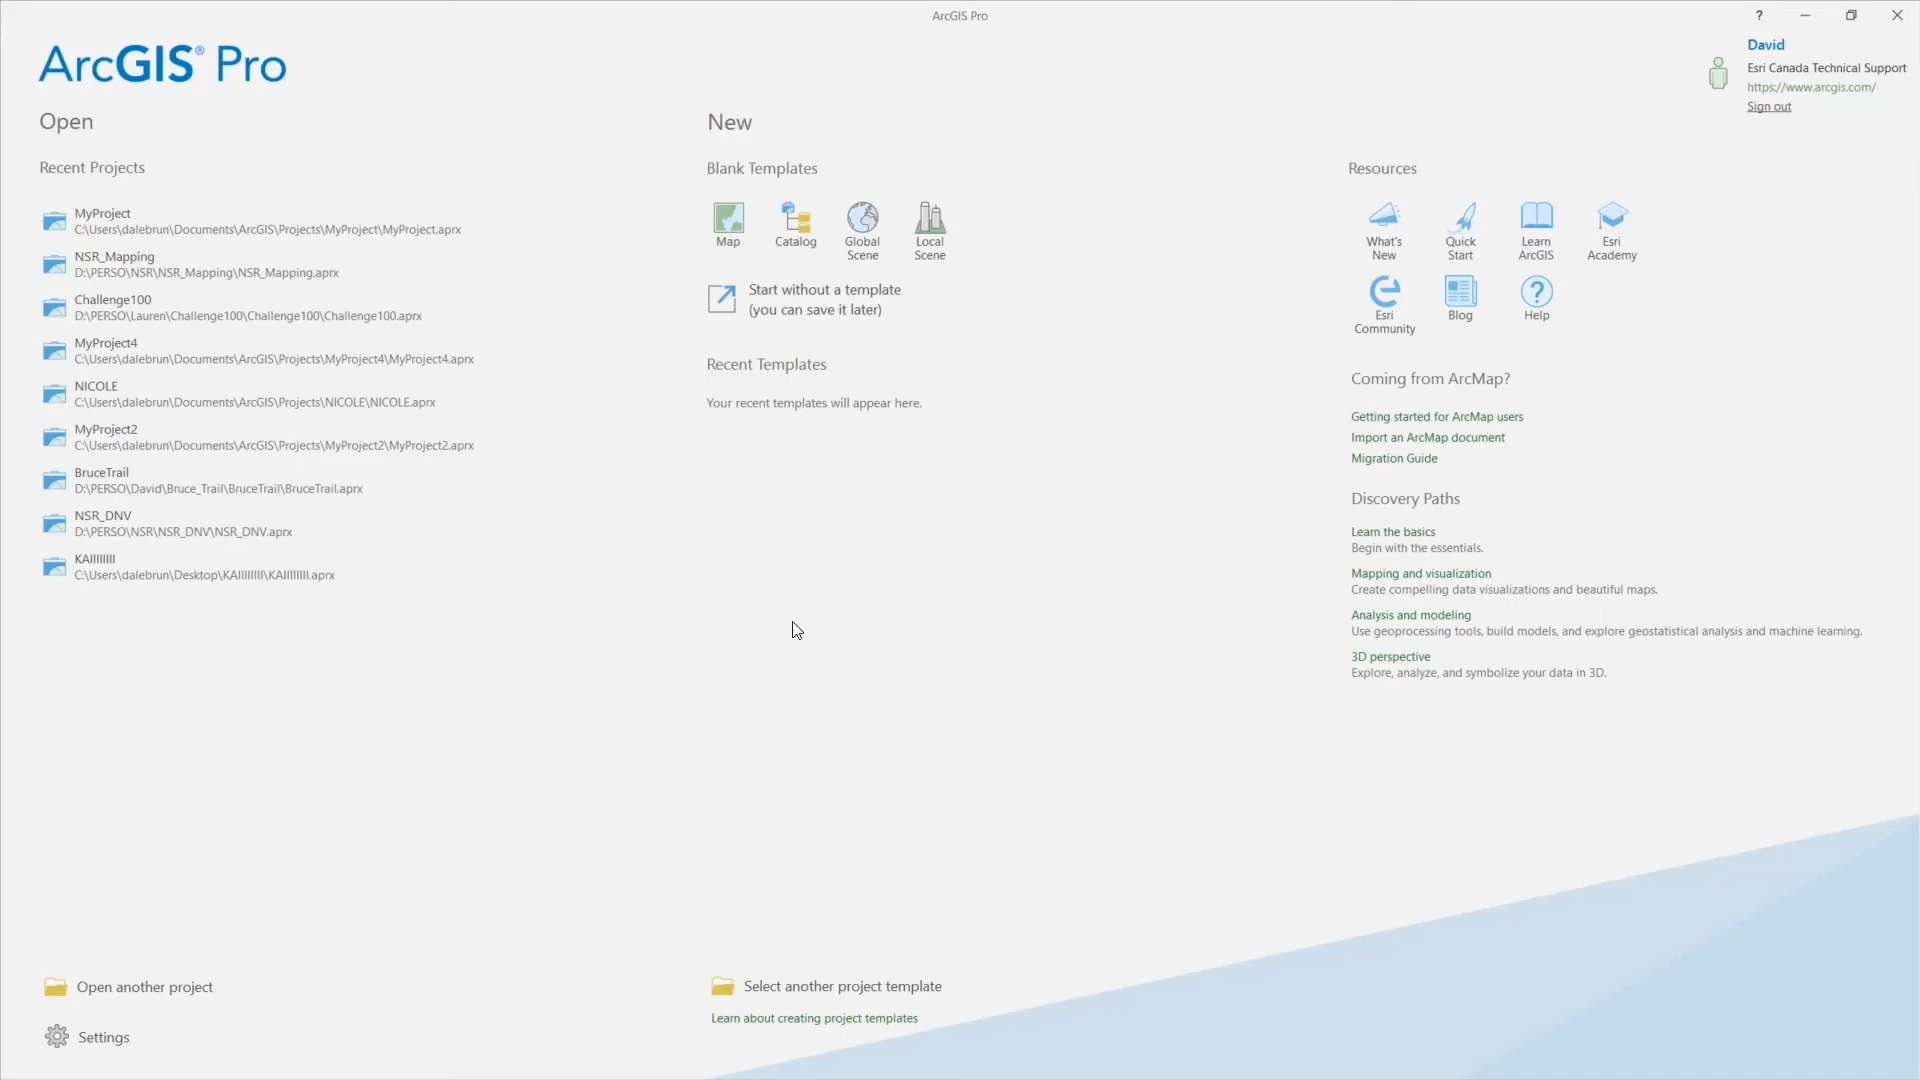 ArcGIS Pro
?
ArcGIS® Pro
David
Esri Canada Technical Support
https://www.arcgis.com/
Sign out
Open
Recent Projects
MyProject
C:\Users\dalebrun\Documents\ArcGIS\Projects\MyProject\MyProject.aprx
NSR_Mapping
D:\PERSO\NSR\NSR_Mapping\NSR_Mapping.aprx
Challenge100
D:\PERSO\Lauren\Challenge100\Challenge100\Challenge100.aprx
MyProject4
C:\Users\dalebrun\Documents\ArcGIS\Projects\MyProject4\MyProject4.aprx
NICOLE
C:\Users\dalebrun\Documents\ArcGIS\Projects\NICOLE\NICOLE.aprx
MyProject2
C:\Users\dalebrun\Documents\ArcGIS\Projects\MyProject2\MyProject2.aprx
BruceTrail
D:\PERSO\David\Bruce_Trail\BruceTrail\BruceTrail.aprx
NSR_DNV
D:\PERSO\NSR\NSR_DNV\NSR_DNV.aprx
Open another project
Settings
New
Blank Templates
Map
Catalog
Global
Scene
Local
Scene
Start without a template
(you can save it later)
Recent Templates
Your recent templates will appear here.
Select another project template
Learn about creating project templates
Resources
What's
New
Quick
Start
Learn
ArcGIS
Esri
Academy
Esri
Community
Blog
Help
Coming from ArcMap?
Getting started for ArcMap users
Import an ArcMap document
Migration Guide
Discovery Paths
Learn the basics
Begin with the essentials.
Mapping and visualization
Create compelling data visualizations and beautiful maps.
Analysis and modeling
Use geoprocessing tools, build models, and explore geostatistical analysis and machine learning.
3D perspective
Explore, analyze, and symbolize your data in 3D.